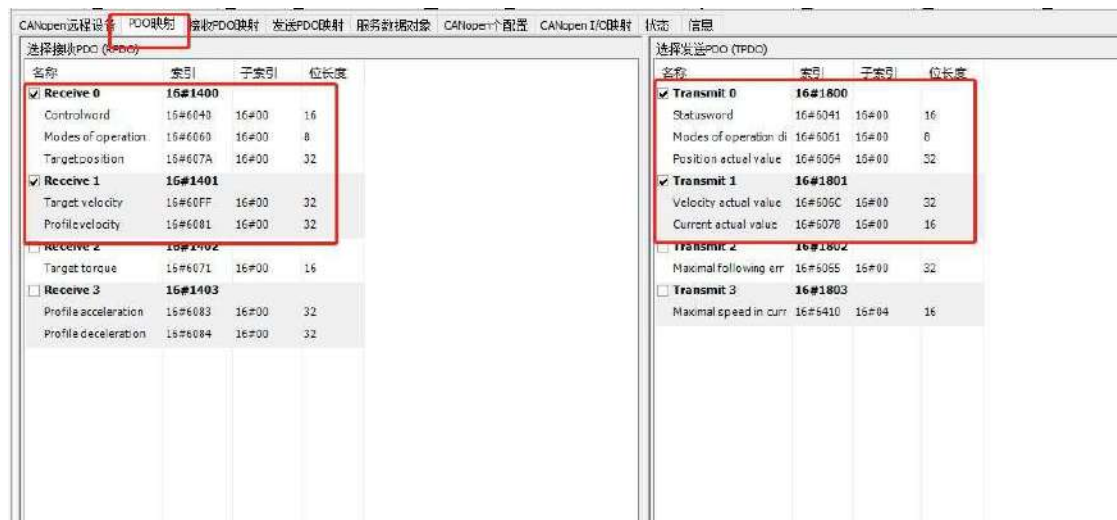 CANopen远程设备 PDO映射 接收PDO映射 发送PDO映射 服务数据对象 CANopen个配置 CANopen I/O映射 状态 信息
选择接收PDO (RPDO)
名称 索引 子索引 位长度
Receive 0 16#1400
Controlword 16#6040 16#00 16
Modes of operation 16#6060 16#00 8
Target position 16#607A 16#00 32
Receive 1 16#1401
Target velocity 16#60FF 16#00 32
Profile velocity 16#6081 16#00 32
Receive 2 16#1402
Target torque 16#6071 16#00 16
Receive 3 16#1403
Profile acceleration 16#6083 16#00 32
Profile deceleration 16#6084 16#00 32
选择发送PDO (TPDO)
名称 索引 子索引 位长度
Transmit 0 16#1800
Statusword 16#6041 16#00 16
Modes of operation di 16#6061 16#00 8
Position actual value 16#6064 16#00 32
Transmit 1 16#1801
Velocity actual value 16#606C 16#00 32
Current actual value 16#6078 16#00 16
Transmit 2 16#1802
Maximal following err 16#6065 16#00 32
Transmit 3 16#1803
Maximal speed in curr 16#6410 16#04 16